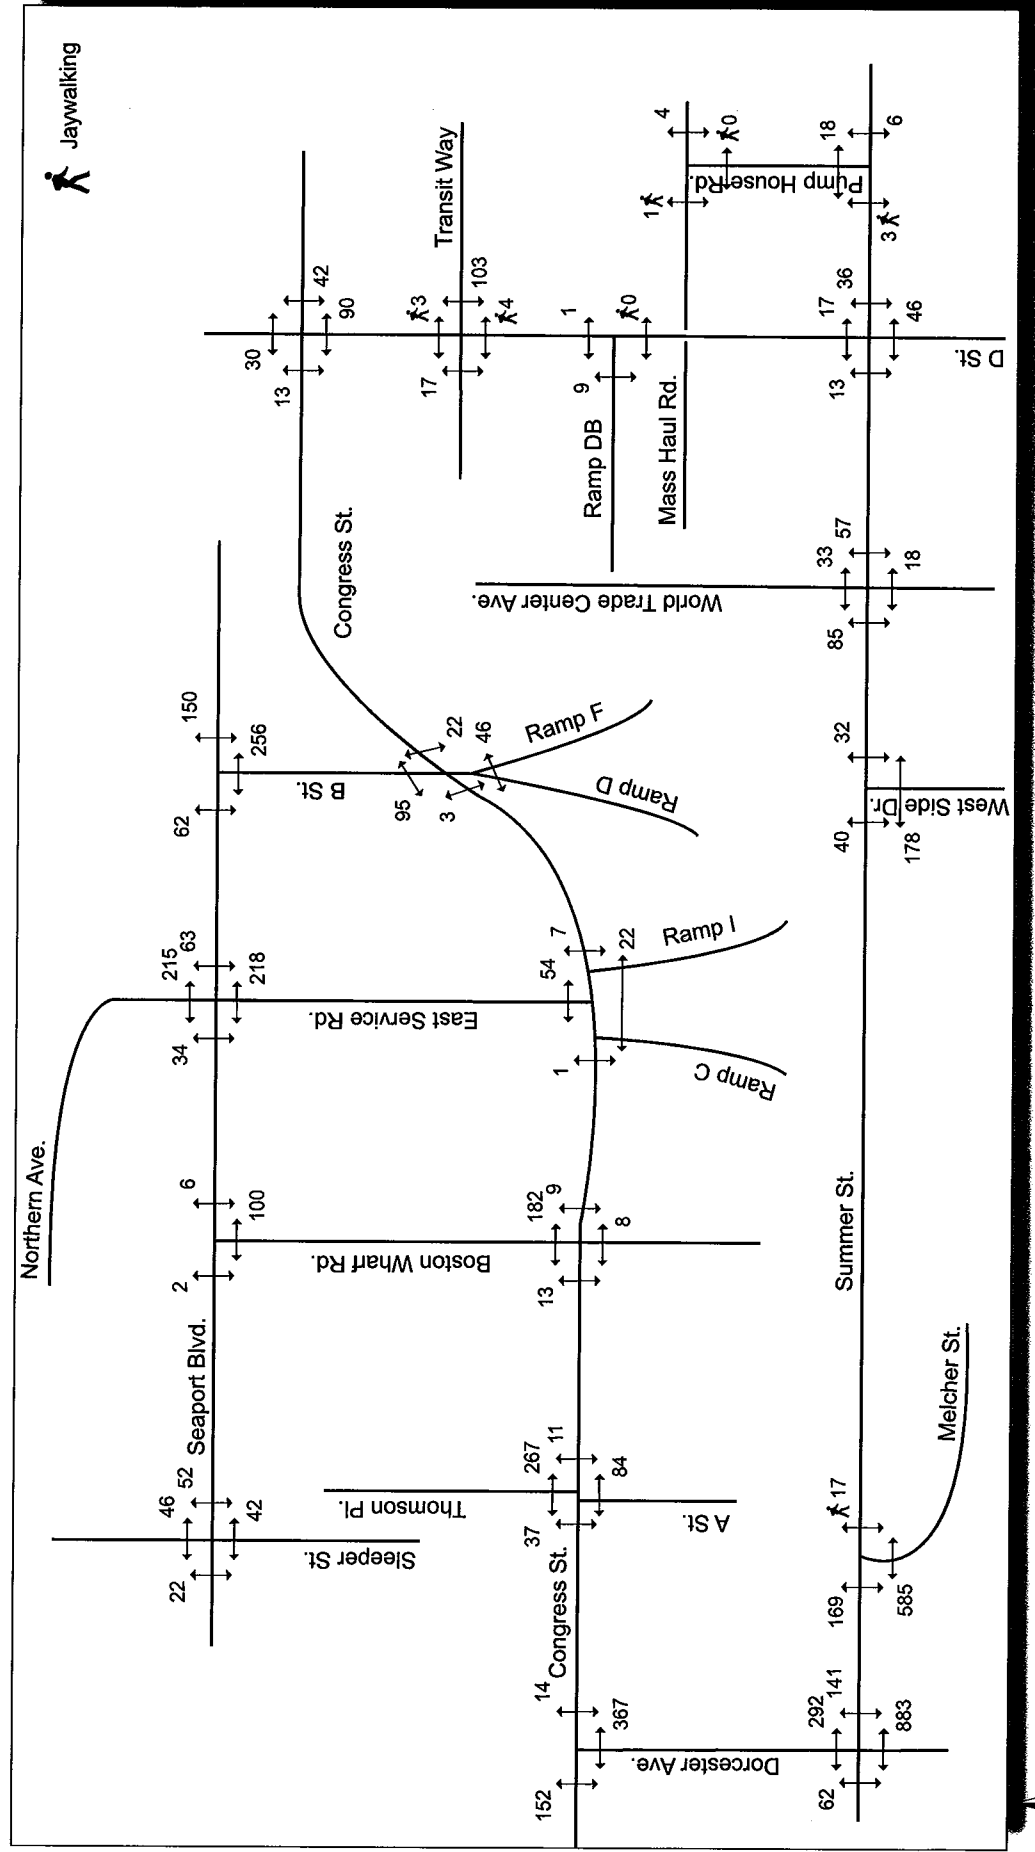 Jaywalking
Northern Ave.
Seaport Blvd.
22
46
52
42
Sleeper St.
2
6
100
Boston Wharf Rd.
34
215
63
218
East Service Rd.
62
150
256
B St.
Congress St.
30
13
42
90
Transit Way
17
3
103
4
1
9
0
Ramp DB
Mass Haul Rd.
1
4
0
Pump House Rd.
18
6
3
17
36
13
46
D St.
World Trade Center Ave.
33
57
85
18
32
40
178
West Side Dr.
95
22
3
46
Ramp F
Ramp D
54
7
22
1
Ramp I
Ramp C
182
9
13
8
Thomson Pl.
267
11
37
84
A St.
Congress St.
14
152
367
Dorcester Ave.
Summer St.
Melcher St.
17
169
585
292
141
62
883